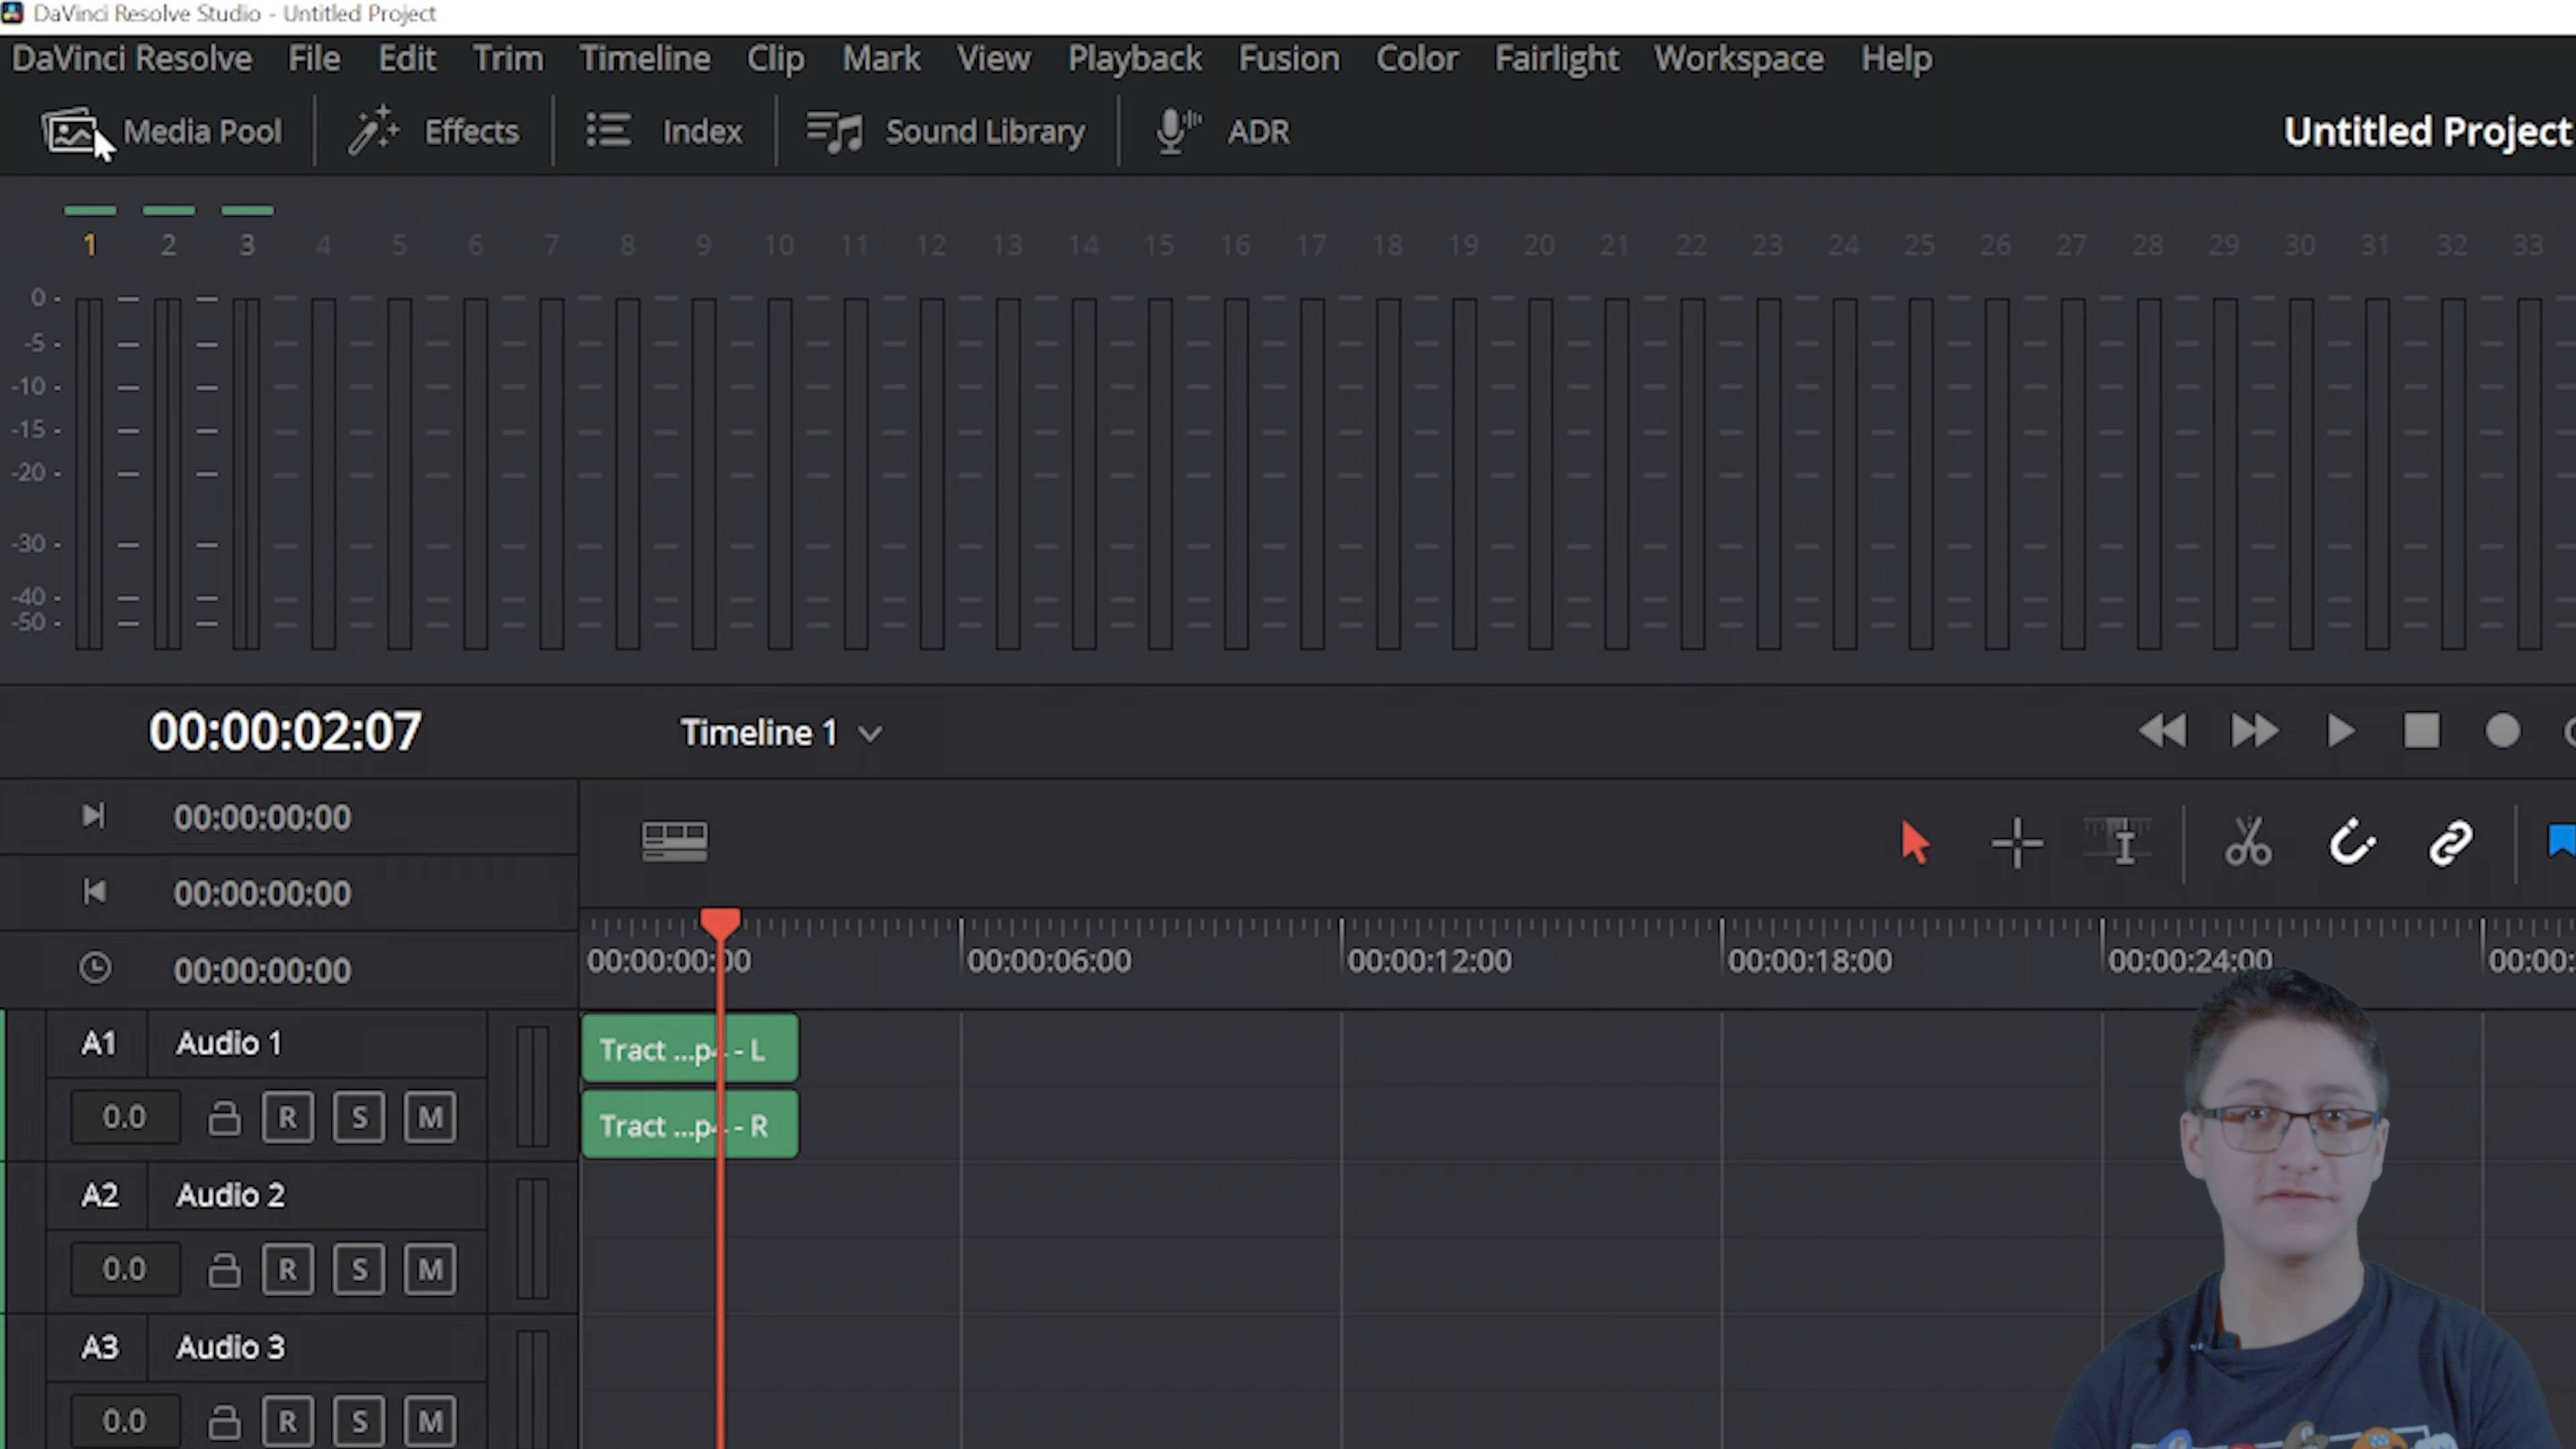 DaVinci Resolve Studio - Untitled Project
DaVinci Resolve File Edit Trim Timeline Clip Mark View Playback Fusion Color Fairlight Workspace Help
Media Pool Effects Index Sound Library ADR Untitled Project
1 2 3 4 5 6 7 8 9 10 11 12 13 14 15 16 17 18 19 20 21 22 23 24 25 26 27 28 29 30 31 32 33
0
-5
-10
-15
-20
-30
-40
-50
00:00:02:07 Timeline 1
00:00:00:00
00:00:00:00
00:00:00:00
00:00:00:00 00:00:06:00 00:00:12:00 00:00:18:00 00:00:24:00 00:00:
A1 Audio 1
Tract ...p4 - L
0.0 R S M
Tract ...p4 - R
A2 Audio 2
0.0 R S M
A3 Audio 3
0.0 R S M